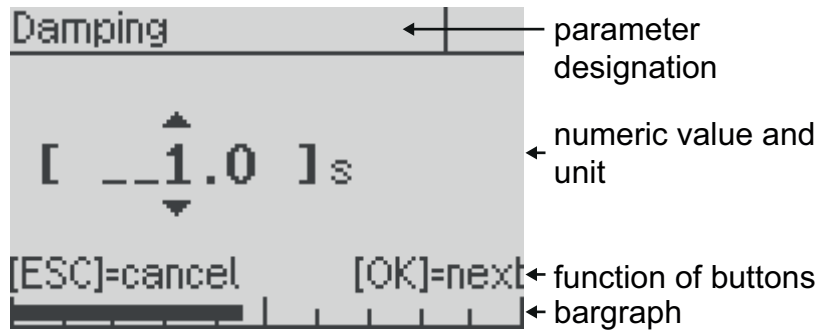 Damping
parameter
designation
[ __1.0 ]s
numeric value and
unit
[ESC]=cancel [OK]=next
function of buttons
bargraph